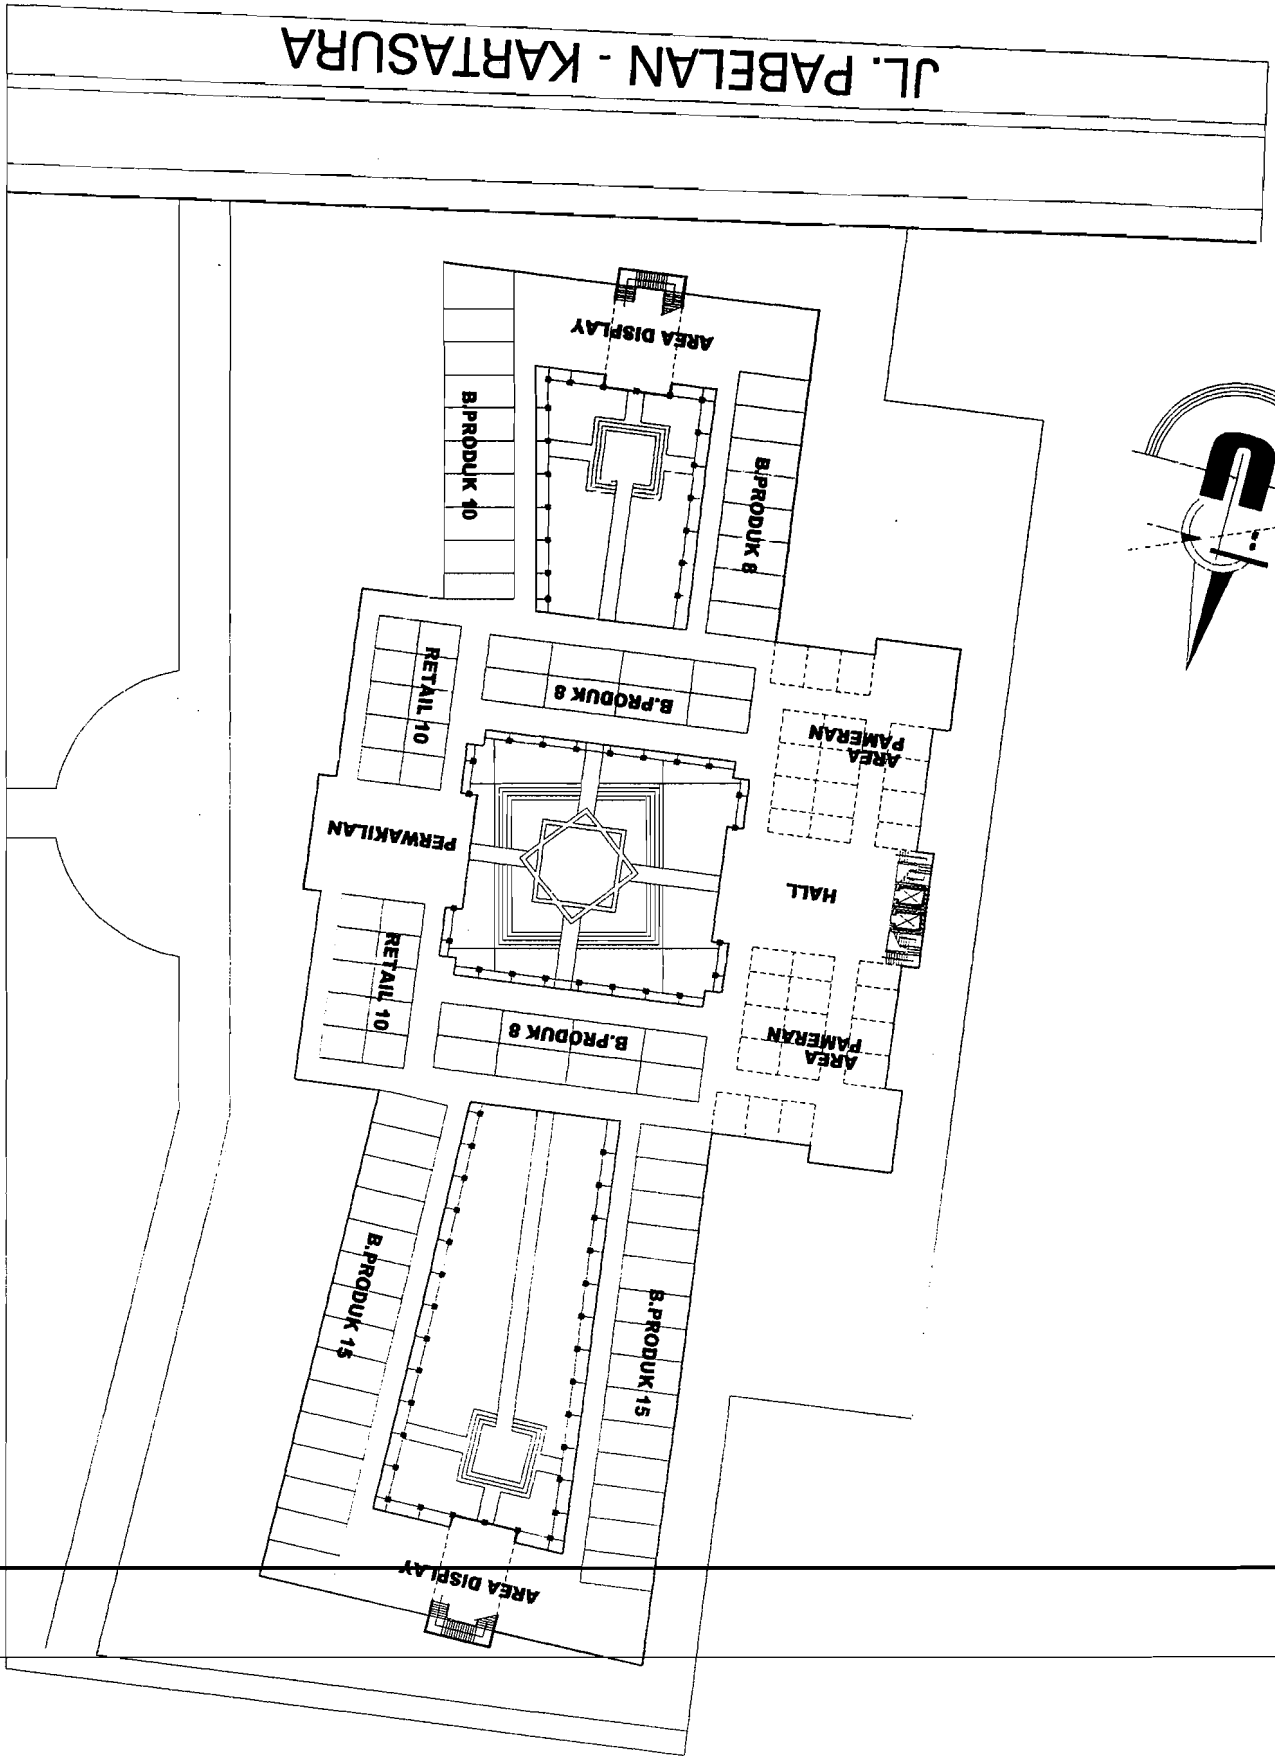 JL. PABELAN - KARTASURA
AREA DISPLAY
B.PRODUK 10
B.PRODUK 8
RETAIL 10
B.PRODUK 8
AREA
PAMERAN
PERWAKILAN
HALL
RETAIL 10
B.PRODUK 8
AREA
PAMERAN
B.PRODUK 15
B.PRODUK 15
AREA DISPLAY